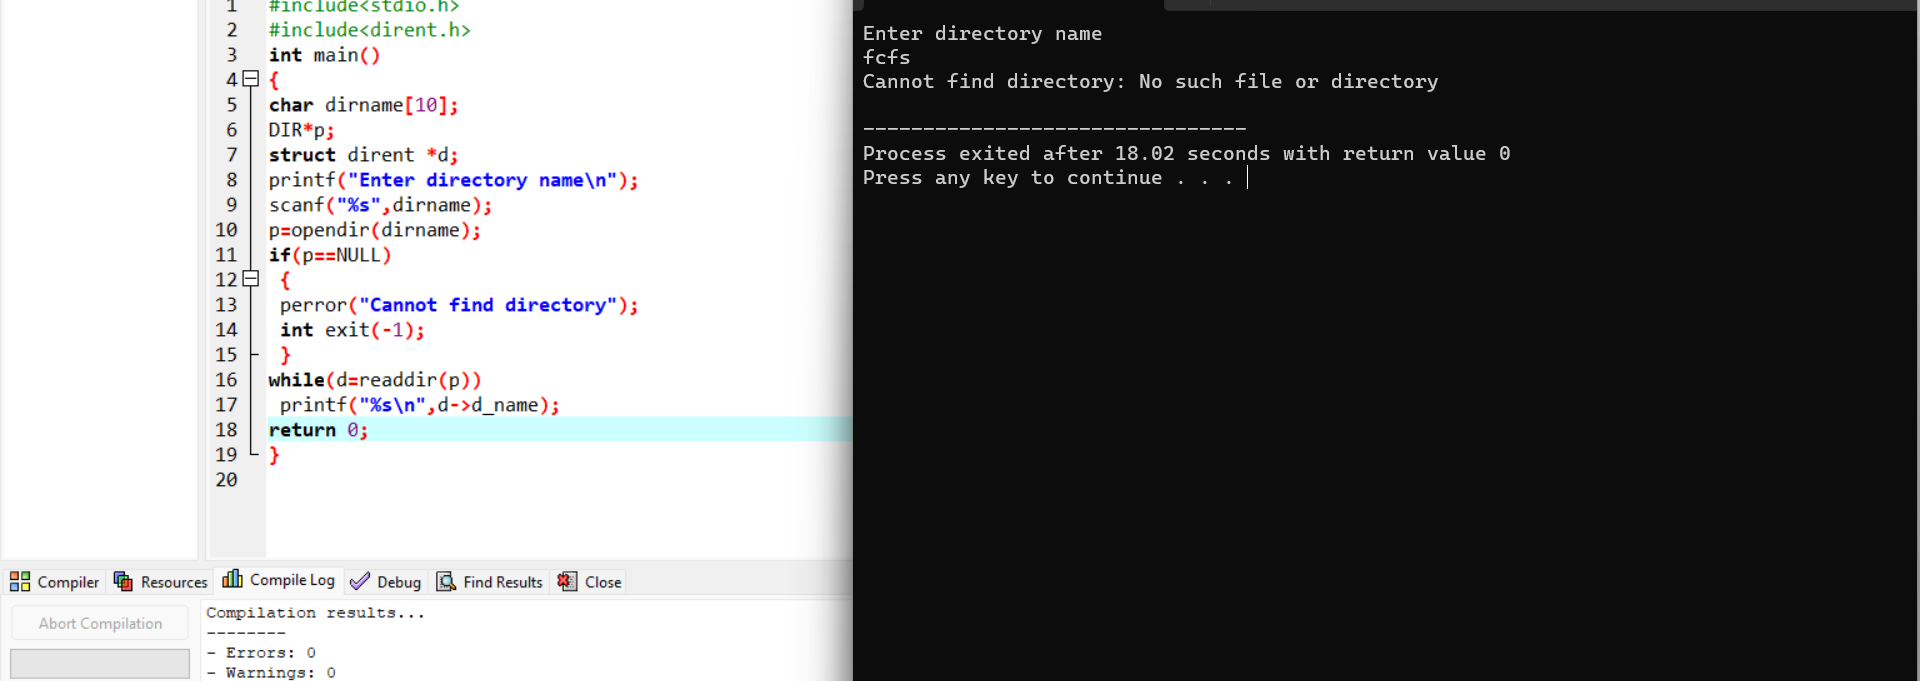 1 #include<stdio.h>
2 #include<dirent.h>
3 int main()
4 {
5 char dirname[10];
6 DIR*p;
7 struct dirent *d;
8 printf("Enter directory name\n");
9 scanf("%s",dirname);
10 p=opendir(dirname);
11 if(p==NULL)
12 {
13 perror("Cannot find directory");
14 int exit(-1);
15 }
16 while(d=readdir(p))
17 printf("%s\n",d->d_name);
18 return 0;
19 }
20
Compiler Resources Compile Log Debug Find Results Close
Abort Compilation
Compilation results...
--------
- Errors: 0
- Warnings: 0
Enter directory name
fcfs
Cannot find directory: No such file or directory
--------------------------------
Process exited after 18.02 seconds with return value 0
Press any key to continue . . .